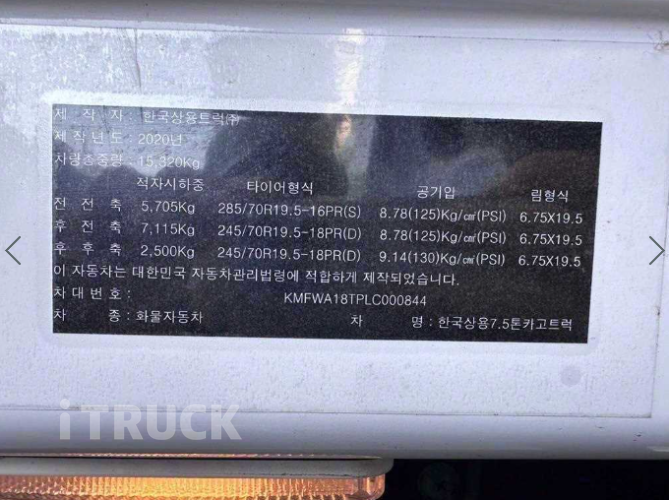 제 작 자 : 한국상용트럭㈜
제 작 년 도 : 2020년
차량총중량 : 15,320Kg
적차시하중 타이어형식 공기압 림형식
전 전 축 5,705Kg 285/70R19.5-16PR(S) 8.78(125)Kg/㎠(PSI) 6.75X19.5
후 전 축 7,115Kg 245/70R19.5-18PR(D) 8.78(125)Kg/㎠(PSI) 6.75X19.5
후 후 축 2,500Kg 245/70R19.5-18PR(D) 9.14(130)Kg/㎠(PSI) 6.75X19.5
이 자동차는 대한민국 자동차관리법령에 적합하게 제작되었습니다.
차 대 번 호 : KMFWA18TPLC000844
차 종 : 화물자동차 차 명 : 한국상용7.5톤카고트럭
iTRUCK